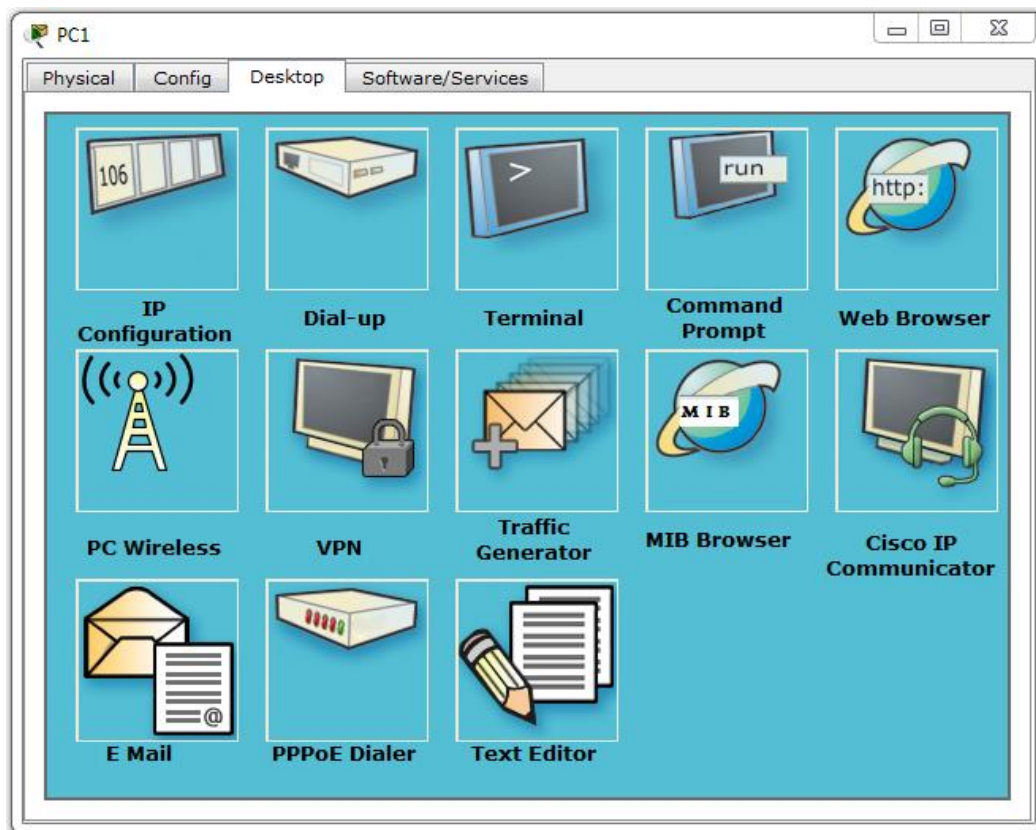 PC1
Physical Config Desktop Software/Services
106
>
run
http:
IP
Configuration
Dial-up
Terminal
Command
Prompt
Web Browser
MIB
PC Wireless
VPN
Traffic
Generator
MIB Browser
Cisco IP
Communicator
@
E Mail
PPPoE Dialer
Text Editor